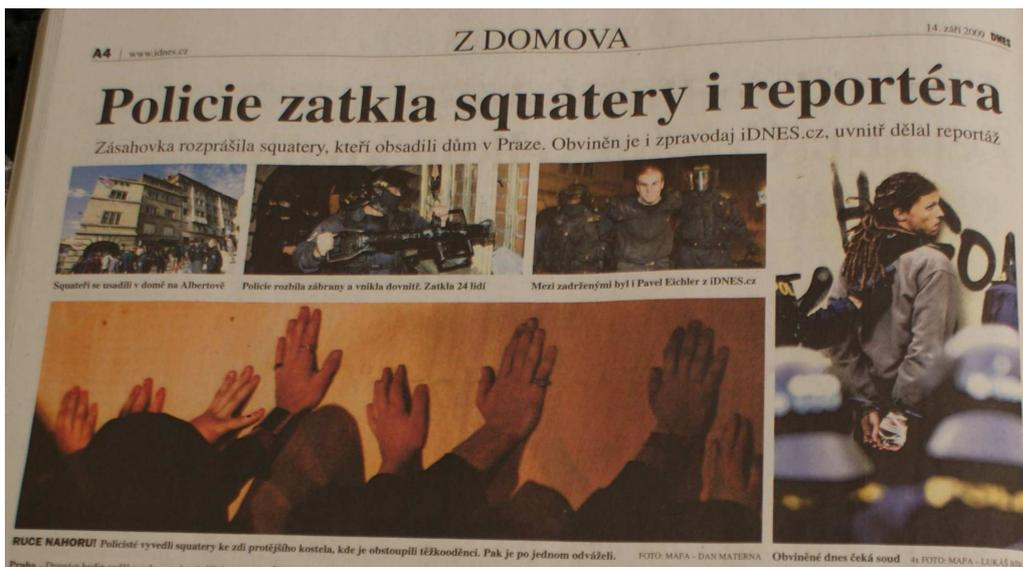 A4 | www.idnes.cz
Z DOMOVA
14. září 2009 DNES
Policie zatkla squatery i reportéra
Zásahovka rozprášila squatery, kteří obsadili dům v Praze. Obviněn je i zpravodaj iDNES.cz, uvnitř dělal reportáž
Squateři se usadili v domě na Albertově
Policie rozbila zábrany a vnikla dovnitř. Zatkla 24 lidí
Mezi zadrženými byl i Pavel Eichler z iDNES.cz
RUCE NAHORU! Policisté vyvedli squatery ke zdi protějšího kostela, kde je obstoupili těžkooděnci. Pak je po jednom odváželi.
FOTO: MAFA – DAN MATERNA
Obviněné dnes čeká soud
4x FOTO: MAFA – LUKÁŠ